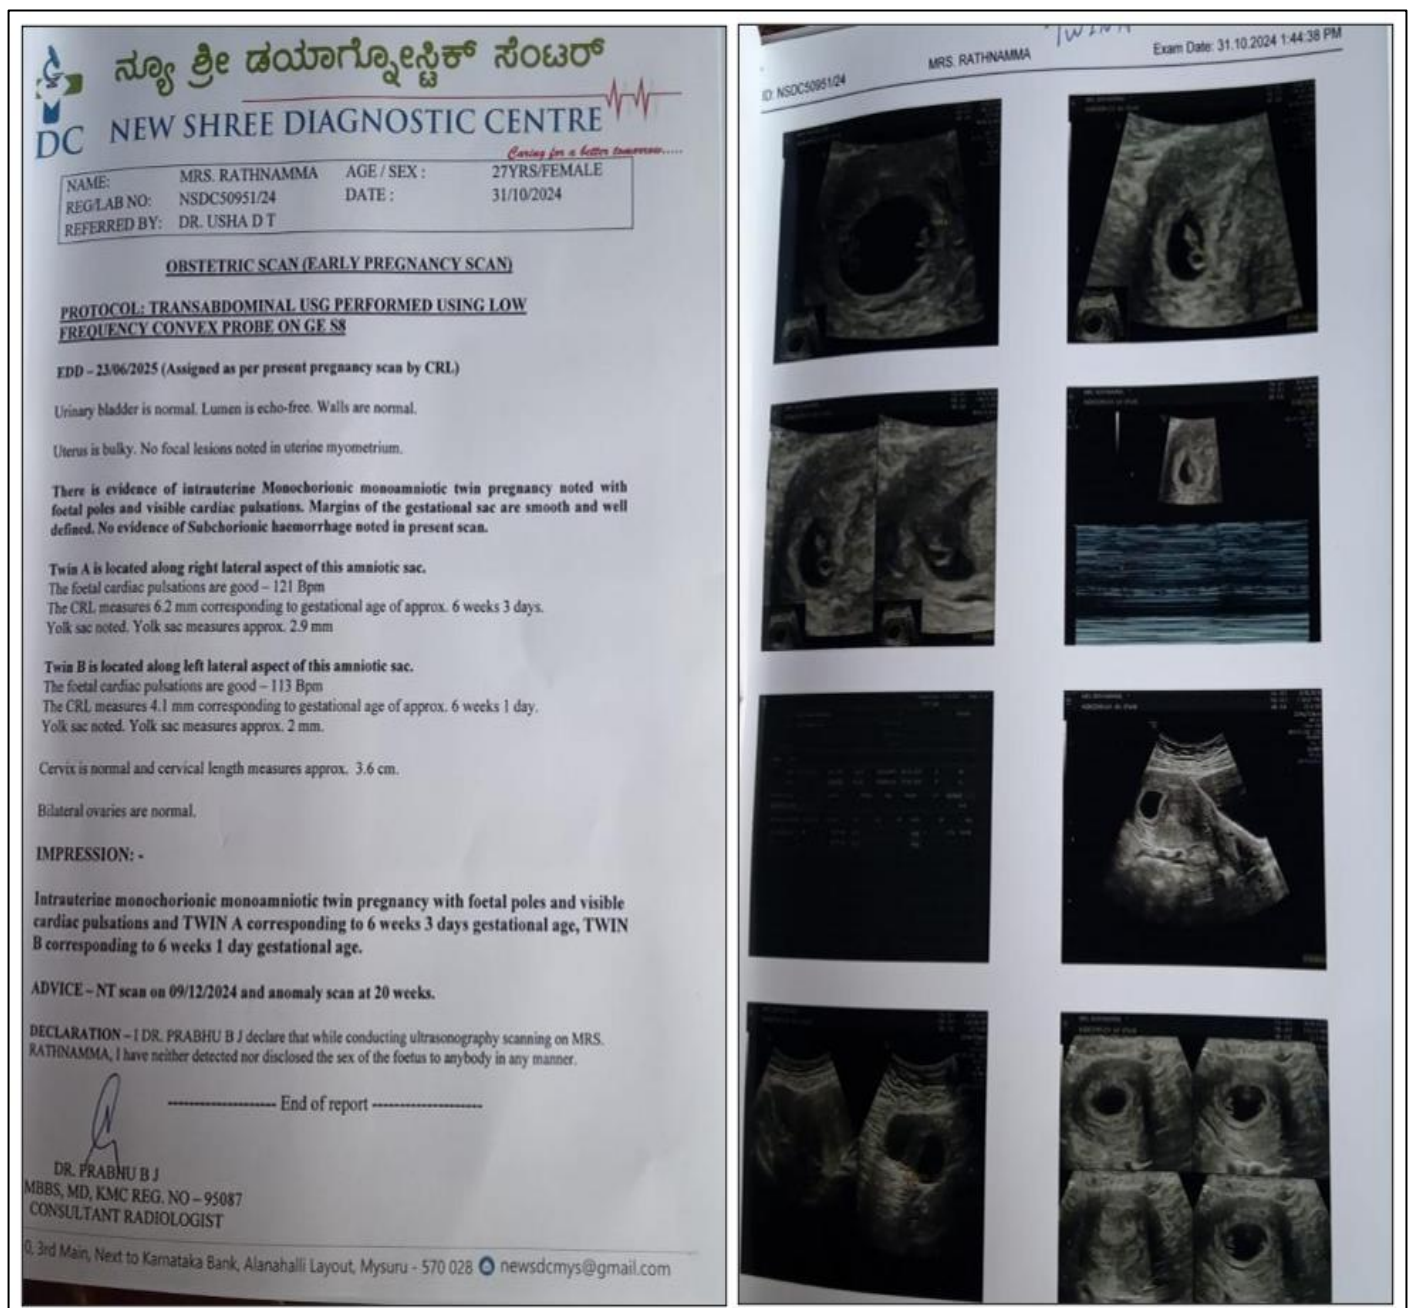 ನ್ಯೂ ಶ್ರೀ ಡಯಾಗ್ನೋಸ್ಟಿಕ್ ಸೆಂಟರ್
DC NEW SHREE DIAGNOSTIC CENTRE
Caring for a better tomorrow.....
NAME: MRS. RATHNAMMA AGE / SEX : 27YRS/FEMALE
REG/LAB NO: NSDC50951/24 DATE : 31/10/2024
REFERRED BY: DR. USHA D T
OBSTETRIC SCAN (EARLY PREGNANCY SCAN)
PROTOCOL: TRANSABDOMINAL USG PERFORMED USING LOW
FREQUENCY CONVEX PROBE ON GE S8
EDD – 23/06/2025 (Assigned as per present pregnancy scan by CRL)
Urinary bladder is normal. Lumen is echo-free. Walls are normal.
Uterus is bulky. No focal lesions noted in uterine myometrium.
There is evidence of intrauterine Monochorionic monoamniotic twin pregnancy noted with
foetal poles and visible cardiac pulsations. Margins of the gestational sac are smooth and well
defined. No evidence of Subchorionic haemorrhage noted in present scan.
Twin A is located along right lateral aspect of this amniotic sac.
The foetal cardiac pulsations are good – 121 Bpm
The CRL measures 6.2 mm corresponding to gestational age of approx. 6 weeks 3 days.
Yolk sac noted. Yolk sac measures approx. 2.9 mm
Twin B is located along left lateral aspect of this amniotic sac.
The foetal cardiac pulsations are good – 113 Bpm
The CRL measures 4.1 mm corresponding to gestational age of approx. 6 weeks 1 day.
Yolk sac noted. Yolk sac measures approx. 2 mm.
Cervix is normal and cervical length measures approx. 3.6 cm.
Bilateral ovaries are normal.
IMPRESSION: -
Intrauterine monochorionic monoamniotic twin pregnancy with foetal poles and visible
cardiac pulsations and TWIN A corresponding to 6 weeks 3 days gestational age, TWIN
B corresponding to 6 weeks 1 day gestational age.
ADVICE – NT scan on 09/12/2024 and anomaly scan at 20 weeks.
DECLARATION – I DR. PRABHU B J declare that while conducting ultrasonography scanning on MRS.
RATHNAMMA, I have neither detected nor disclosed the sex of the foetus to anybody in any manner.
-------------------- End of report --------------------
DR. PRABHU B J
MBBS, MD, KMC REG. NO – 95087
CONSULTANT RADIOLOGIST
3rd Main, Next to Karnataka Bank, Alanahalli Layout, Mysuru - 570 028 newsdcmys@gmail.com
TWIN A
ID: NSDC50951/24 MRS. RATHNAMMA Exam Date: 31.10.2024 1:44:38 PM